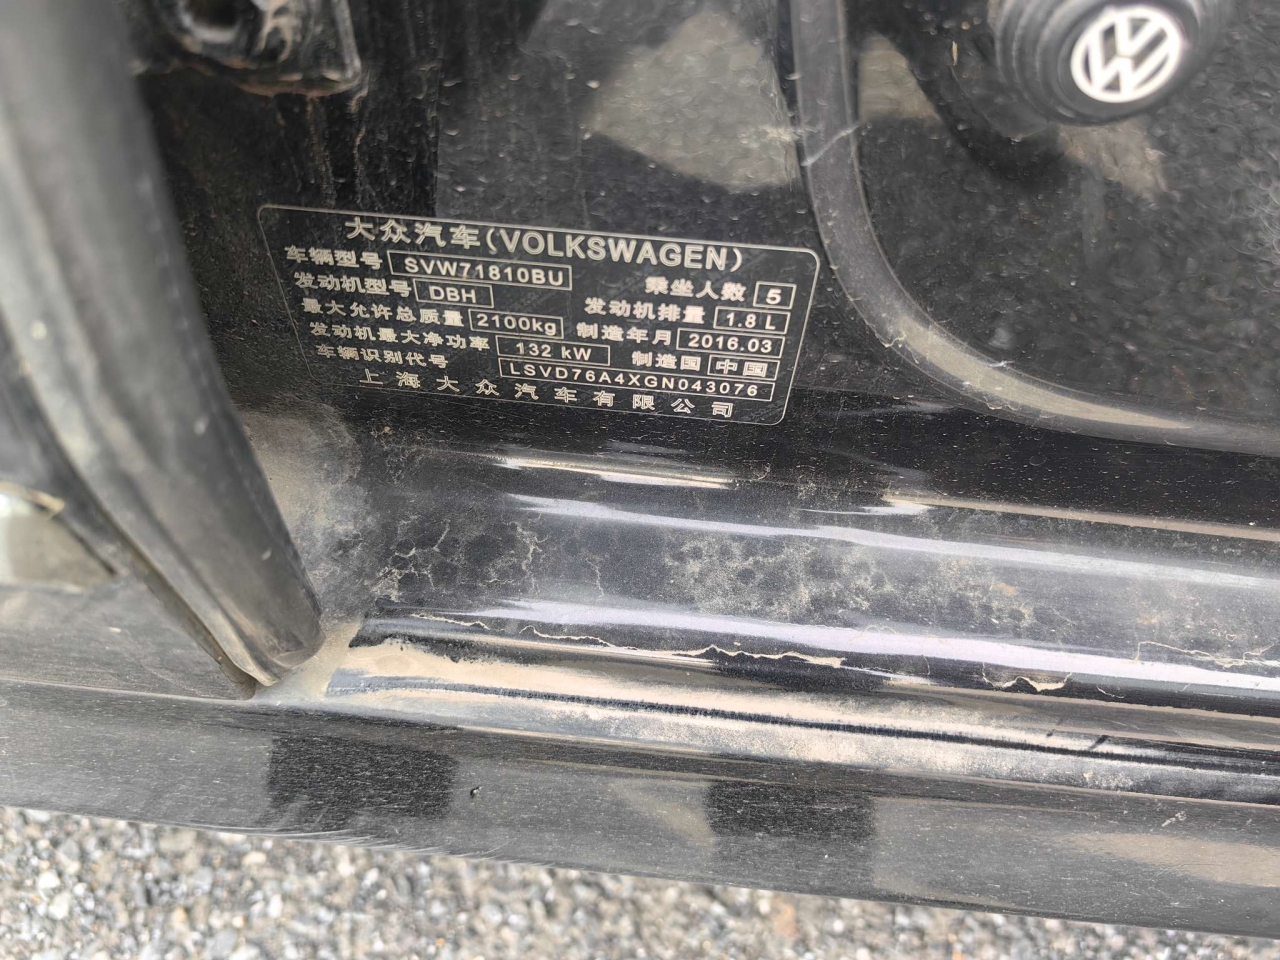 大众汽车(VOLKSWAGEN)
车辆型号 SVW71810BU 乘坐人数 5
发动机型号 DBH 发动机排量 1.8 L
最大允许总质量 2100kg 制造年月 2016.03
发动机最大净功率 132 kW 制造国 中国
车辆识别代号 LSVD76A4XGN043076
上海大众汽车有限公司